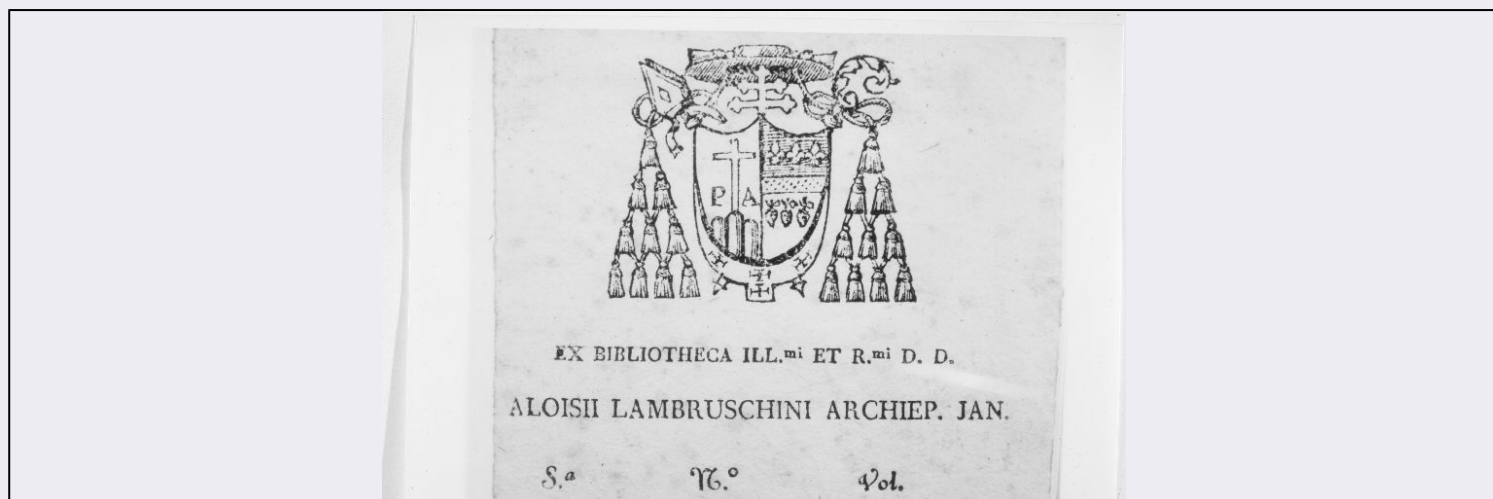 P A
EX BIBLIOTHECA ILL.mi ET R.mi D. D.
ALOISII LAMBRUSCHINI ARCHIEP. JAN.
S.a N.o Vol.